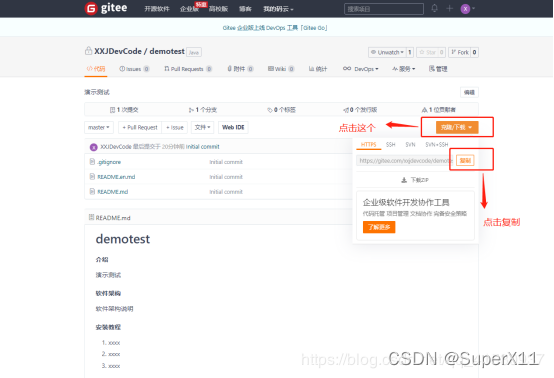 gitee 开源软件 企业版 特惠 高校版 博客 我的码云 搜索项目 X
Gitee 企业版上线 DevOps 工具「Gitee Go」
XXJDevCode / demotest Java Unwatch 1 Star 0 Fork 0
代码 Issues 0 Pull Requests 0 附件 0 Wiki 0 统计 DevOps 服务 管理
演示测试 编辑
1 次提交 1 个分支 0 个标签 0 个发行版 1 位贡献者
master + Pull Request + Issue 文件 Web IDE 点击这个 克隆/下载
HTTPS SSH SVN SVN+SSH
X XXJDevCode 最后提交于 20分钟前 Initial commit
https://gitee.com/xxjdevcode/demote 复制
.gitignore Initial commit
README.en.md Initial commit
README.md Initial commit
下载ZIP
企业级软件开发协作工具
代码托管 项目管理 文档协作 完善安全策略
了解更多
点击复制
README.md
demotest
介绍
演示测试
软件架构
软件架构说明
安装教程
1. xxxx
2. xxxx
3. xxxx
https://blog.
CSDN @SuperX11